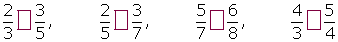 2/3 □ 3/5, 2/5 □ 3/7, 5/7 □ 6/8, 4/3 □ 5/4